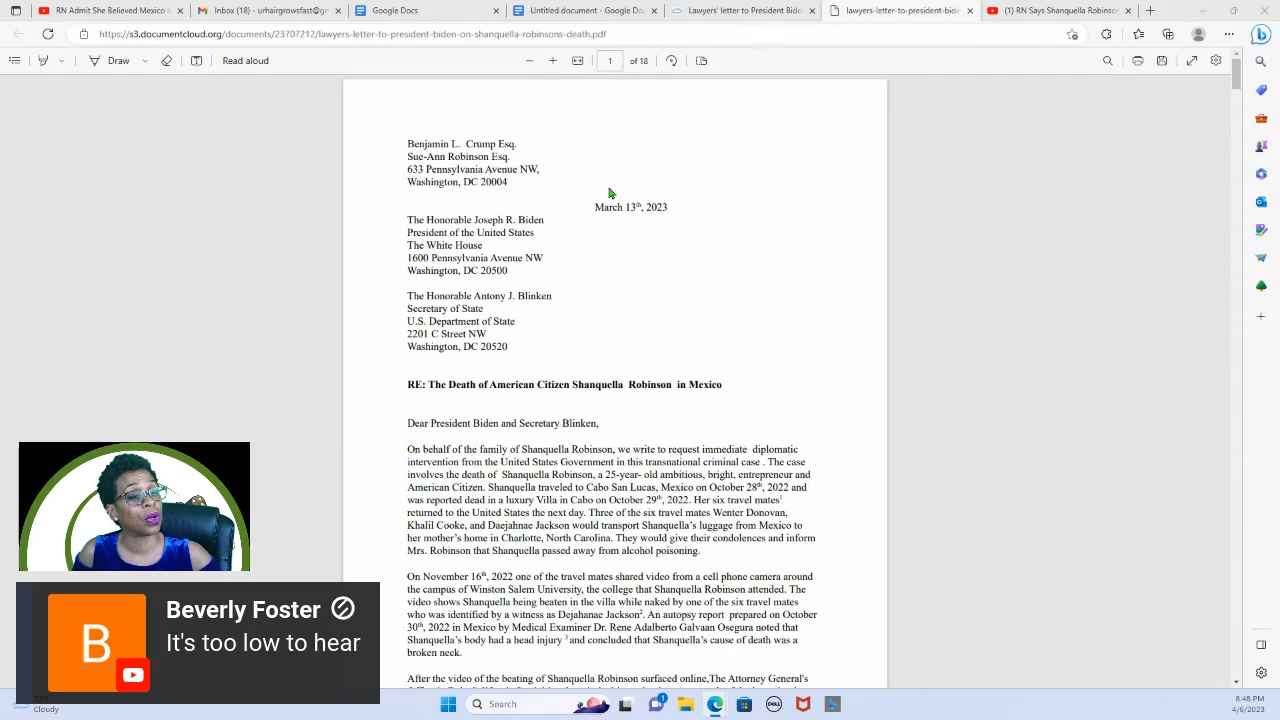 RN Admit She Believed Mexico I
Inbox (18) - urhairgrowsfast@gm
Google Docs
Untitled document - Google Doc
Lawyers' letter to President Biden
lawyers-letter-to-president-bide
(1) RN Says Shanquella Robinson
https://s3.documentcloud.org/documents/23707212/lawyers-letter-to-president-biden-on-shanquella-robinsons-death.pdf
Draw
Read aloud
1
of 18
Benjamin L. Crump Esq.
Sue-Ann Robinson Esq.
633 Pennsylvania Avenue NW,
Washington, DC 20004
March 13th, 2023
The Honorable Joseph R. Biden
President of the United States
The White House
1600 Pennsylvania Avenue NW
Washington, DC 20500
The Honorable Antony J. Blinken
Secretary of State
U.S. Department of State
2201 C Street NW
Washington, DC 20520
RE: The Death of American Citizen Shanquella Robinson in Mexico
Dear President Biden and Secretary Blinken,
On behalf of the family of Shanquella Robinson, we write to request immediate diplomatic
intervention from the United States Government in this transnational criminal case . The case
involves the death of Shanquella Robinson, a 25-year- old ambitious, bright, entrepreneur and
American Citizen. Shanquella traveled to Cabo San Lucas, Mexico on October 28th, 2022 and
was reported dead in a luxury Villa in Cabo on October 29th, 2022. Her six travel mates1
returned to the United States the next day. Three of the six travel mates Wenter Donovan,
Khalil Cooke, and Daejahnae Jackson would transport Shanquella's luggage from Mexico to
her mother's home in Charlotte, North Carolina. They would give their condolences and inform
Mrs. Robinson that Shanquella passed away from alcohol poisoning.
On November 16th, 2022 one of the travel mates shared video from a cell phone camera around
the campus of Winston Salem University, the college that Shanquella Robinson attended. The
video shows Shanquella being beaten in the villa while naked by one of the six travel mates
who was identified by a witness as Dejahanae Jackson2. An autopsy report prepared on October
30th, 2022 in Mexico by Medical Examiner Dr. Rene Adalberto Galvaan Osegura noted that
Shanquella's body had a head injury 3 and concluded that Shanquella's cause of death was a
broken neck.
After the video of the beating of Shanquella Robinson surfaced online,The Attorney General's
B
Beverly Foster
It's too low to hear
Cloudy
Search
1
DELL
8:48 PM
4/6/2023